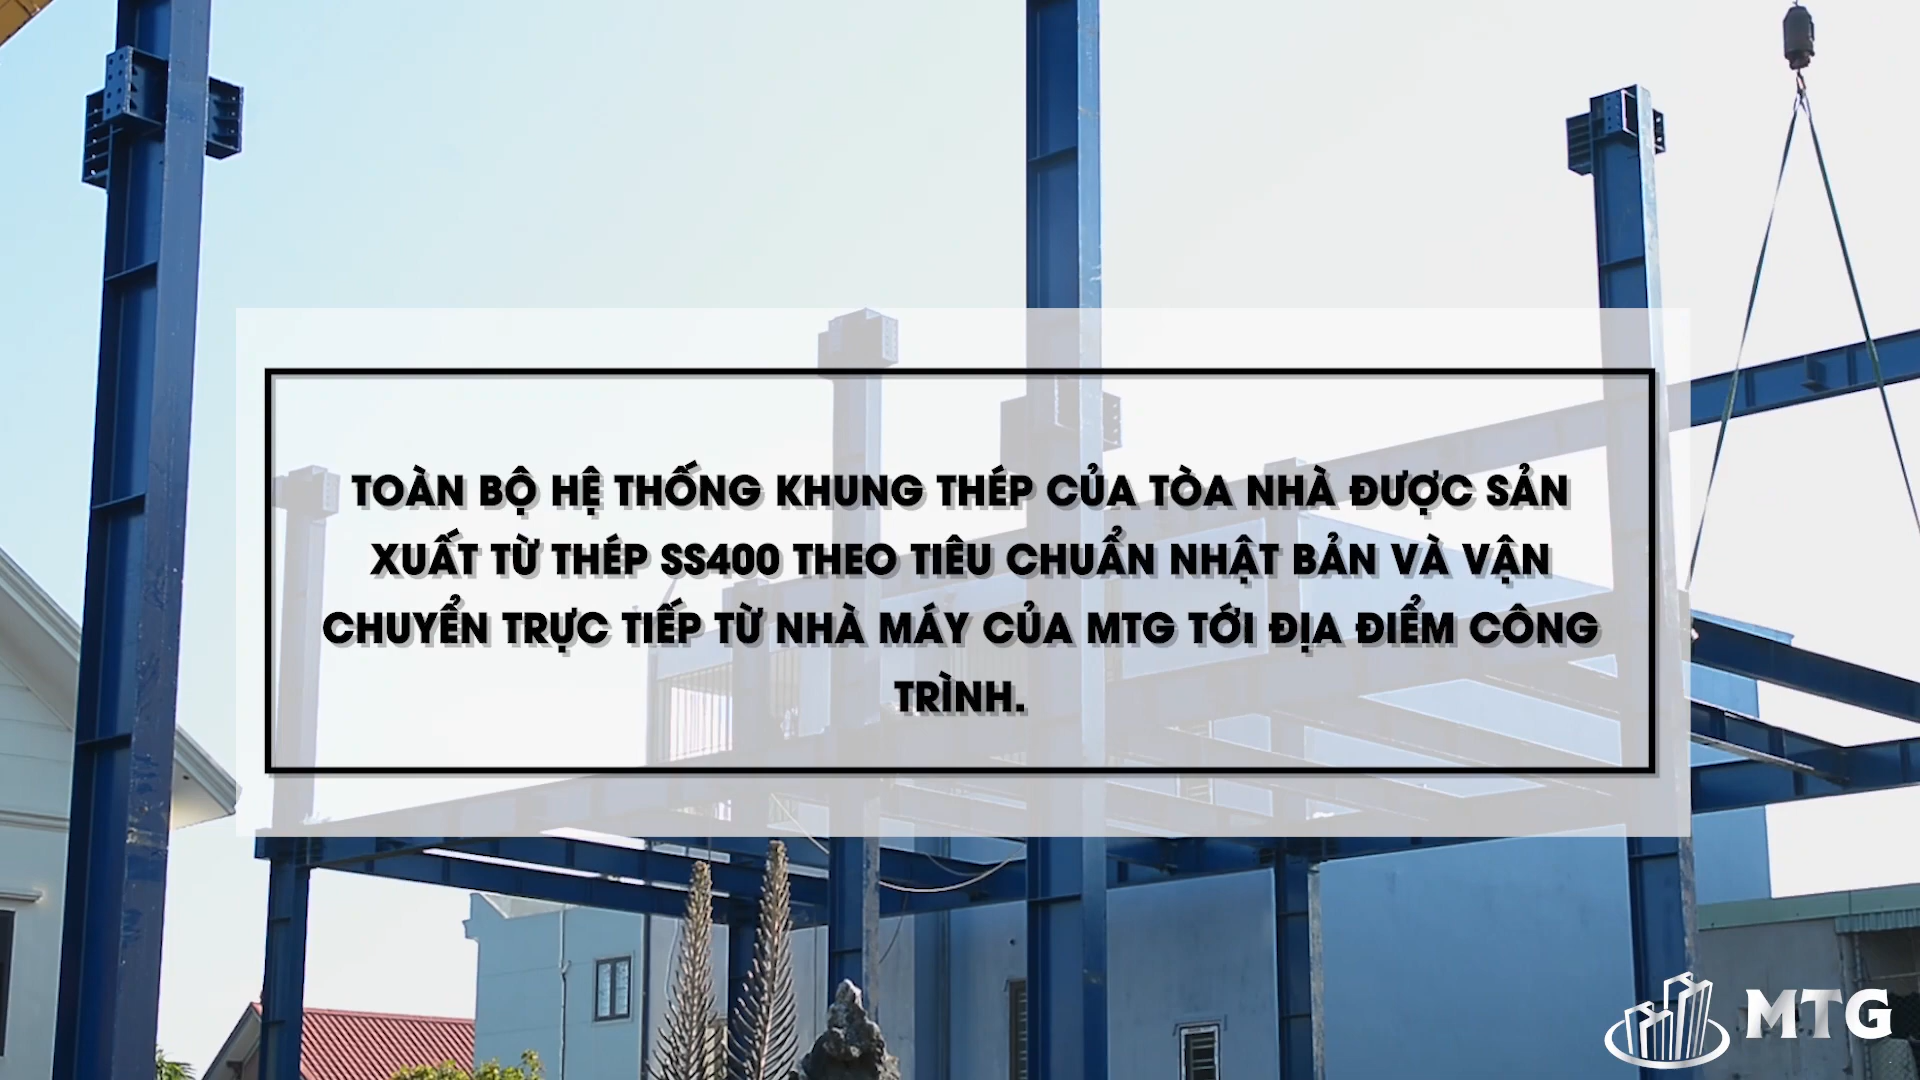 TOÀN BỘ HỆ THỐNG KHUNG THÉP CỦA TÒA NHÀ ĐƯỢC SẢN
XUẤT TỪ THÉP SS400 THEO TIÊU CHUẨN NHẬT BẢN VÀ VẬN
CHUYỂN TRỰC TIẾP TỪ NHÀ MÁY CỦA MTG TỚI ĐỊA ĐIỂM CÔNG
TRÌNH.
MTG